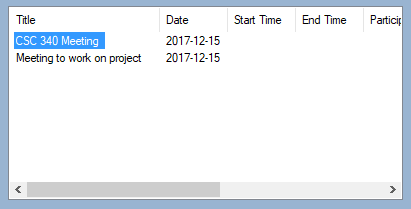 Title Date Start Time End Time Particip
CSC 340 Meeting 2017-12-15
Meeting to work on project 2017-12-15